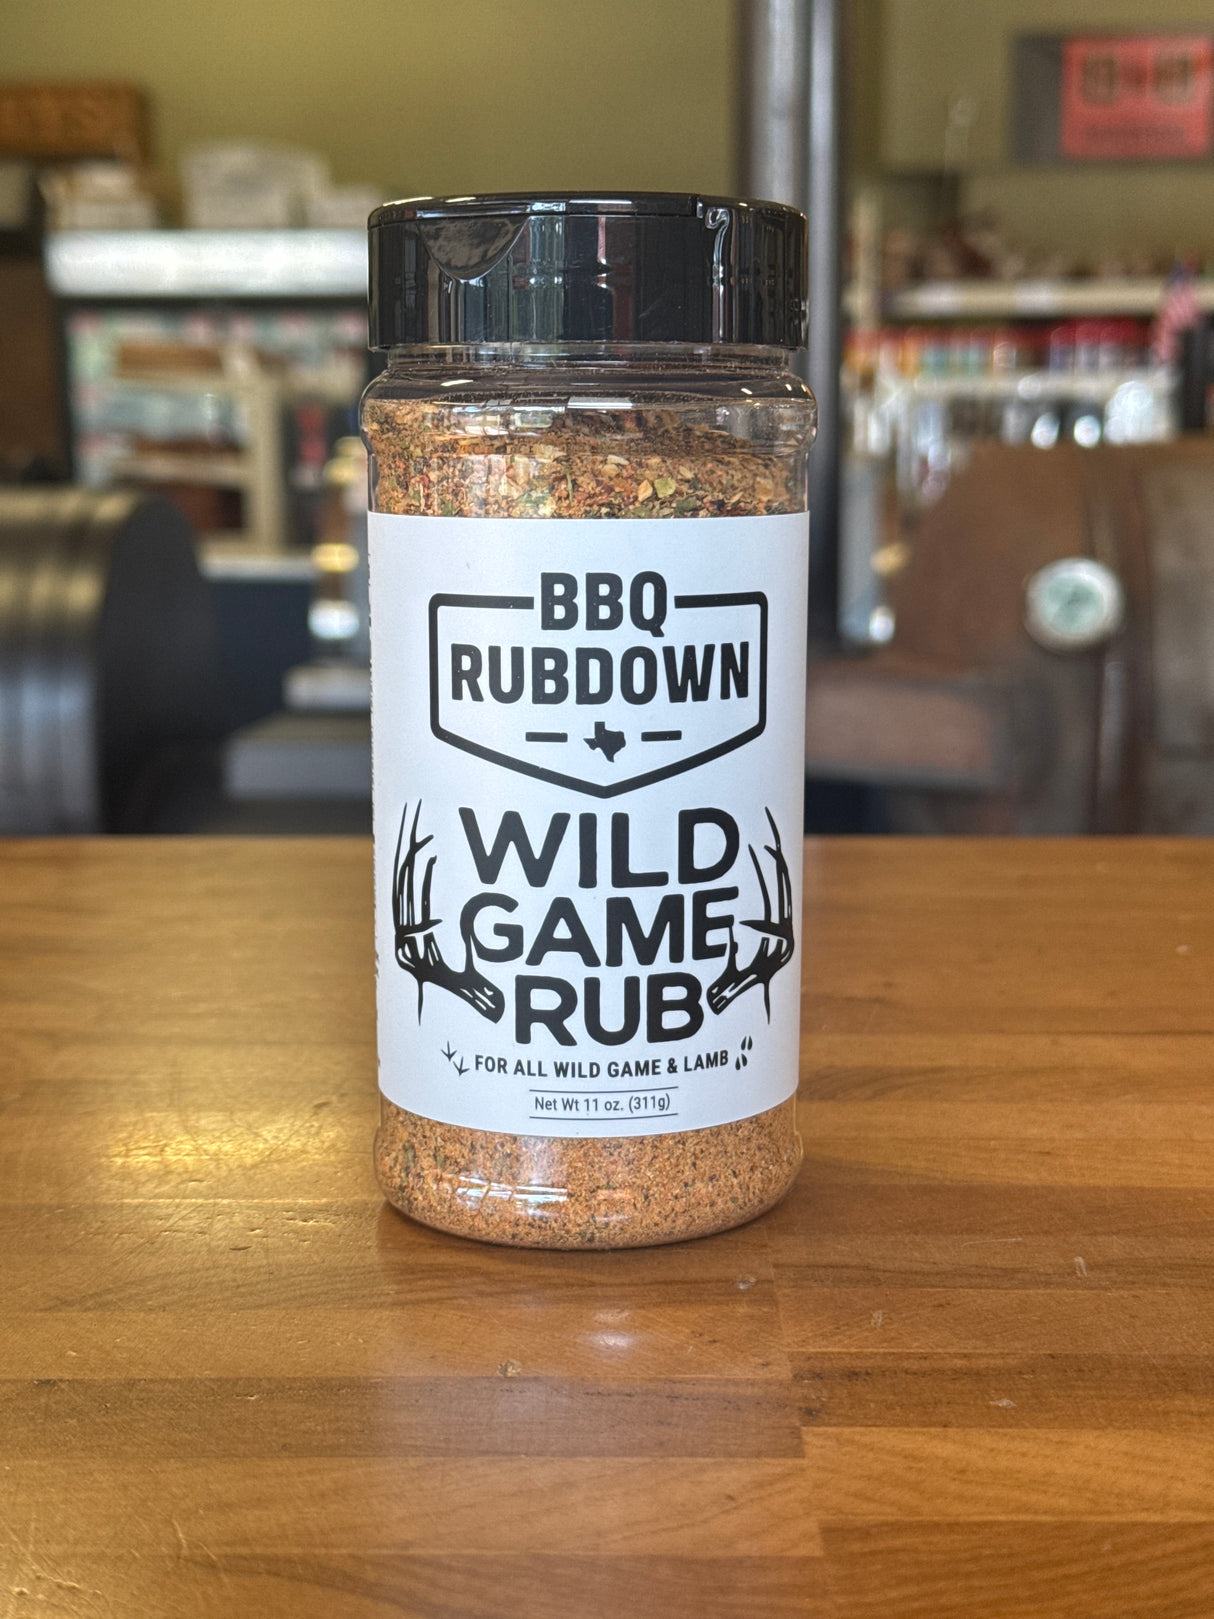 BBQ
RUBDOWN
WILD
GAME
RUB
FOR ALL WILD GAME & LAMB
Net Wt 11 oz. (311g)